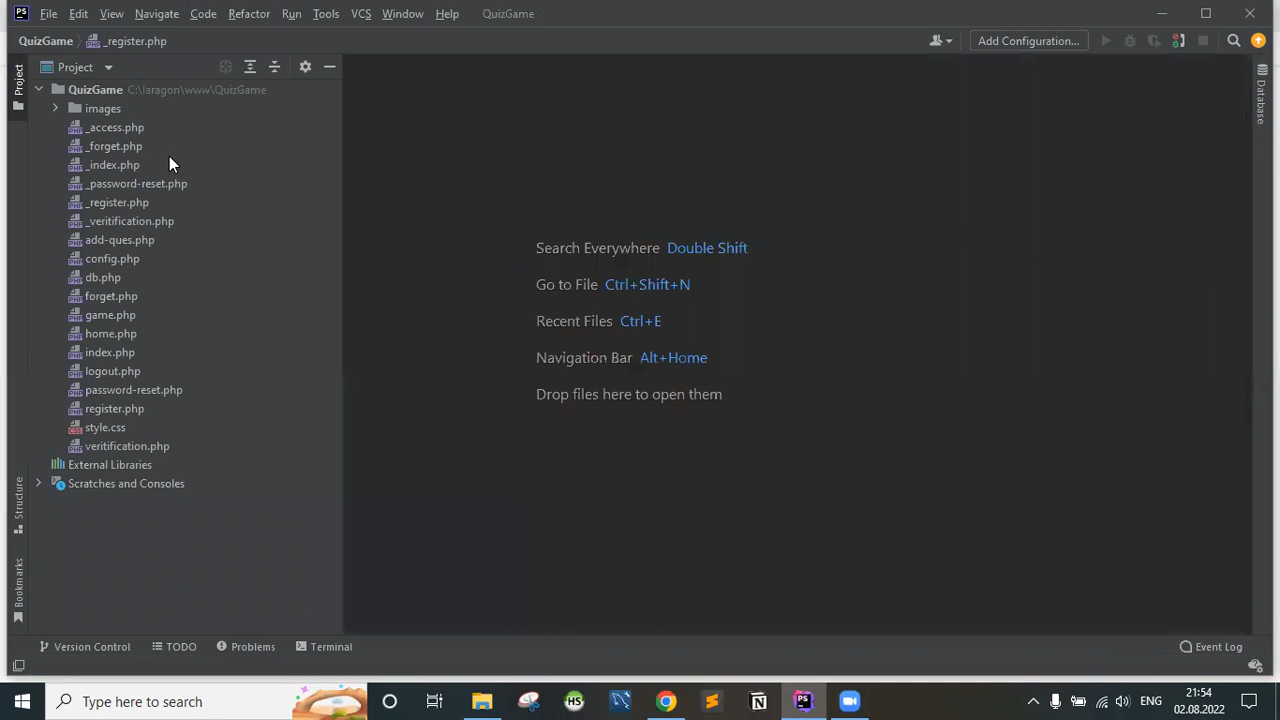 PS File Edit View Navigate Code Refactor Run Tools VCS Window Help QuizGame
QuizGame _register.php Add Configuration...
Project
Project
QuizGame C:\laragon\www\QuizGame
images
_access.php
_forget.php
_index.php
_password-reset.php
_register.php
_veritification.php
add-ques.php
config.php
db.php
forget.php
game.php
home.php
index.php
logout.php
password-reset.php
register.php
style.css
veritification.php
External Libraries
Scratches and Consoles
Structure
Bookmarks
Search Everywhere Double Shift
Go to File Ctrl+Shift+N
Recent Files Ctrl+E
Navigation Bar Alt+Home
Drop files here to open them
Database
Version Control TODO Problems Terminal Event Log
Type here to search
HS
N
PS
ENG
21:54
02.08.2022